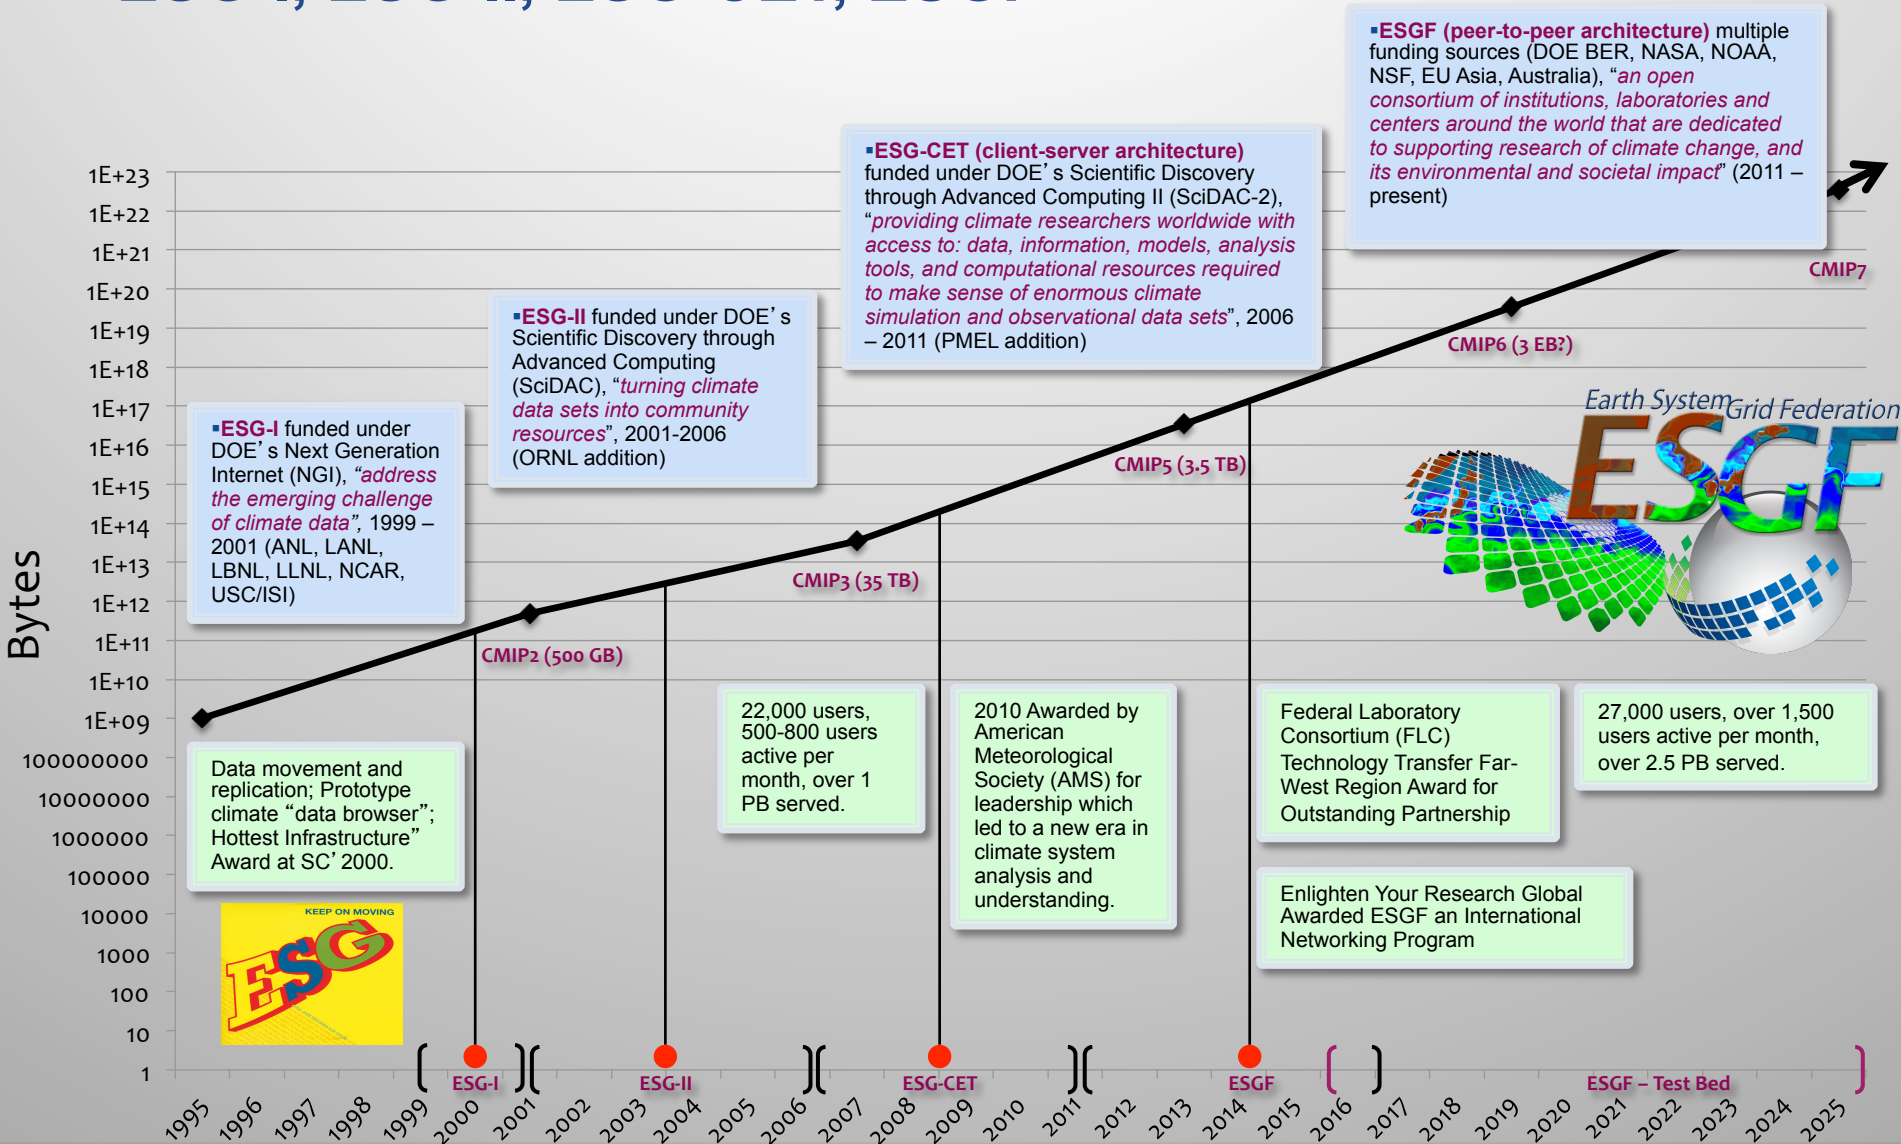 ESG-I, ESG-II, ESG-CET, ESGF
▪ESGF (peer-to-peer architecture) multiple
funding sources (DOE BER, NASA, NOAA,
NSF, EU Asia, Australia), “an open
consortium of institutions, laboratories and
centers around the world that are dedicated
to supporting research of climate change, and
its environmental and societal impact” (2011 –
present)
▪ESG-CET (client-server architecture)
funded under DOE’s Scientific Discovery
through Advanced Computing II (SciDAC-2),
“providing climate researchers worldwide with
access to: data, information, models, analysis
tools, and computational resources required
to make sense of enormous climate
simulation and observational data sets”, 2006
– 2011 (PMEL addition)
▪ESG-II funded under DOE’s
Scientific Discovery through
Advanced Computing
(SciDAC), “turning climate
data sets into community
resources”, 2001-2006
(ORNL addition)
▪ESG-I funded under
DOE’s Next Generation
Internet (NGI), “address
the emerging challenge
of climate data”, 1999 –
2001 (ANL, LANL,
LBNL, LLNL, NCAR,
USC/ISI)
Bytes
1E+23
1E+22
1E+21
1E+20
1E+19
1E+18
1E+17
1E+16
1E+15
1E+14
1E+13
1E+12
1E+11
1E+10
1E+09
100000000
10000000
1000000
100000
10000
1000
100
10
1
CMIP7
CMIP6 (3 EB?)
CMIP5 (3.5 TB)
CMIP3 (35 TB)
CMIP2 (500 GB)
Earth System Grid Federation
ESGF
Data movement and
replication; Prototype
climate “data browser”;
Hottest Infrastructure”
Award at SC’2000.
22,000 users,
500-800 users
active per
month, over 1
PB served.
2010 Awarded by
American
Meteorological
Society (AMS) for
leadership which
led to a new era in
climate system
analysis and
understanding.
Federal Laboratory
Consortium (FLC)
Technology Transfer Far-
West Region Award for
Outstanding Partnership
27,000 users, over 1,500
users active per month,
over 2.5 PB served.
Enlighten Your Research Global
Awarded ESGF an International
Networking Program
KEEP ON MOVING
ESG
ESG-I
ESG-II
ESG-CET
ESGF
ESGF – Test Bed
1995
1996
1997
1998
1999
2000
2001
2002
2003
2004
2005
2006
2007
2008
2009
2010
2011
2012
2013
2014
2015
2016
2017
2018
2019
2020
2021
2022
2023
2024
2025